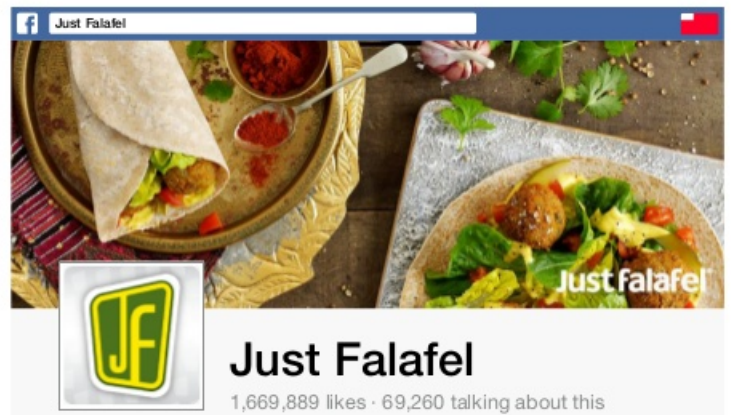 f Just Falafel
Just falafel
JF
Just Falafel
1,669,889 likes · 69,260 talking about this